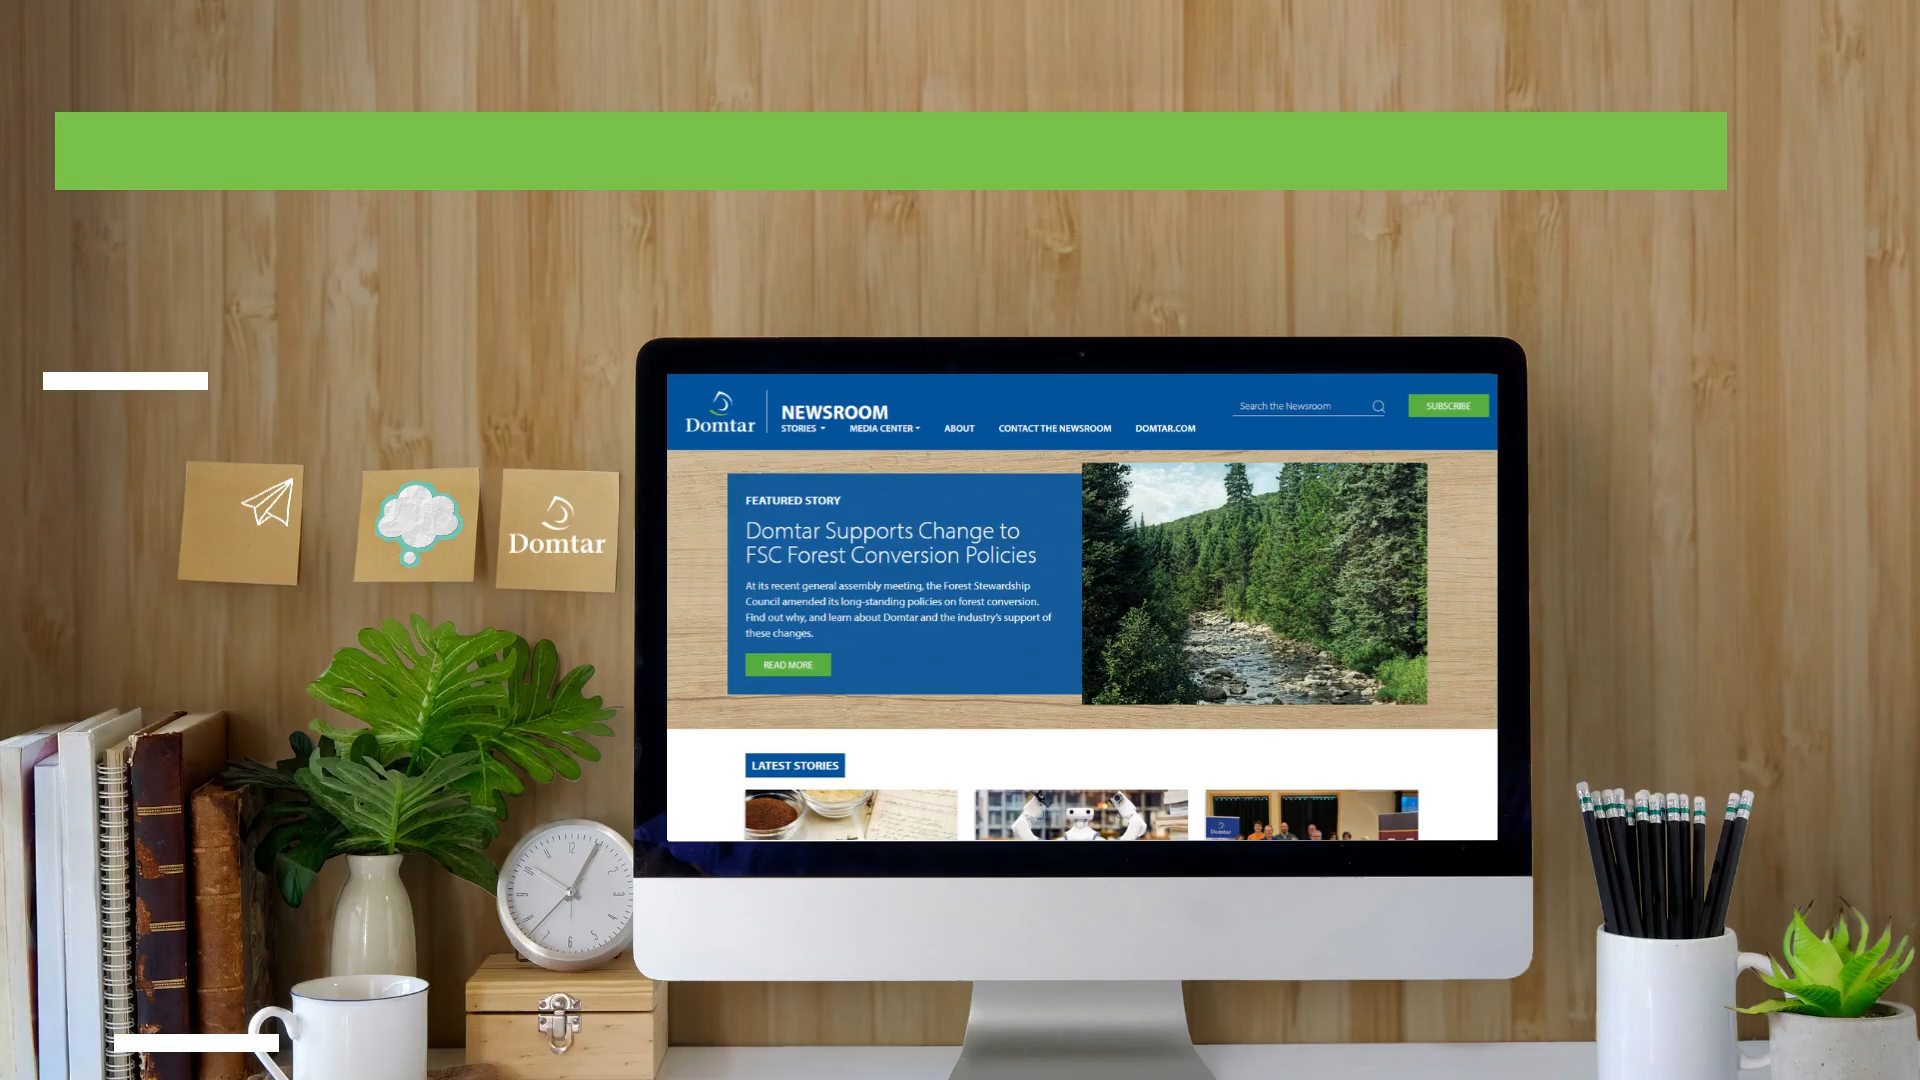 Domtar
NEWSROOM
STORIES
MEDIA CENTER
ABOUT
CONTACT THE NEWSROOM
DOMTAR.COM
Search the Newsroom
SUBSCRIBE
FEATURED STORY
Domtar Supports Change to
FSC Forest Conversion Policies
At its recent general assembly meeting, the Forest Stewardship
Council amended its long-standing policies on forest conversion.
Find out why, and learn about Domtar and the industry's support of
these changes.
READ MORE
Domtar
LATEST STORIES
Domtar
12
6